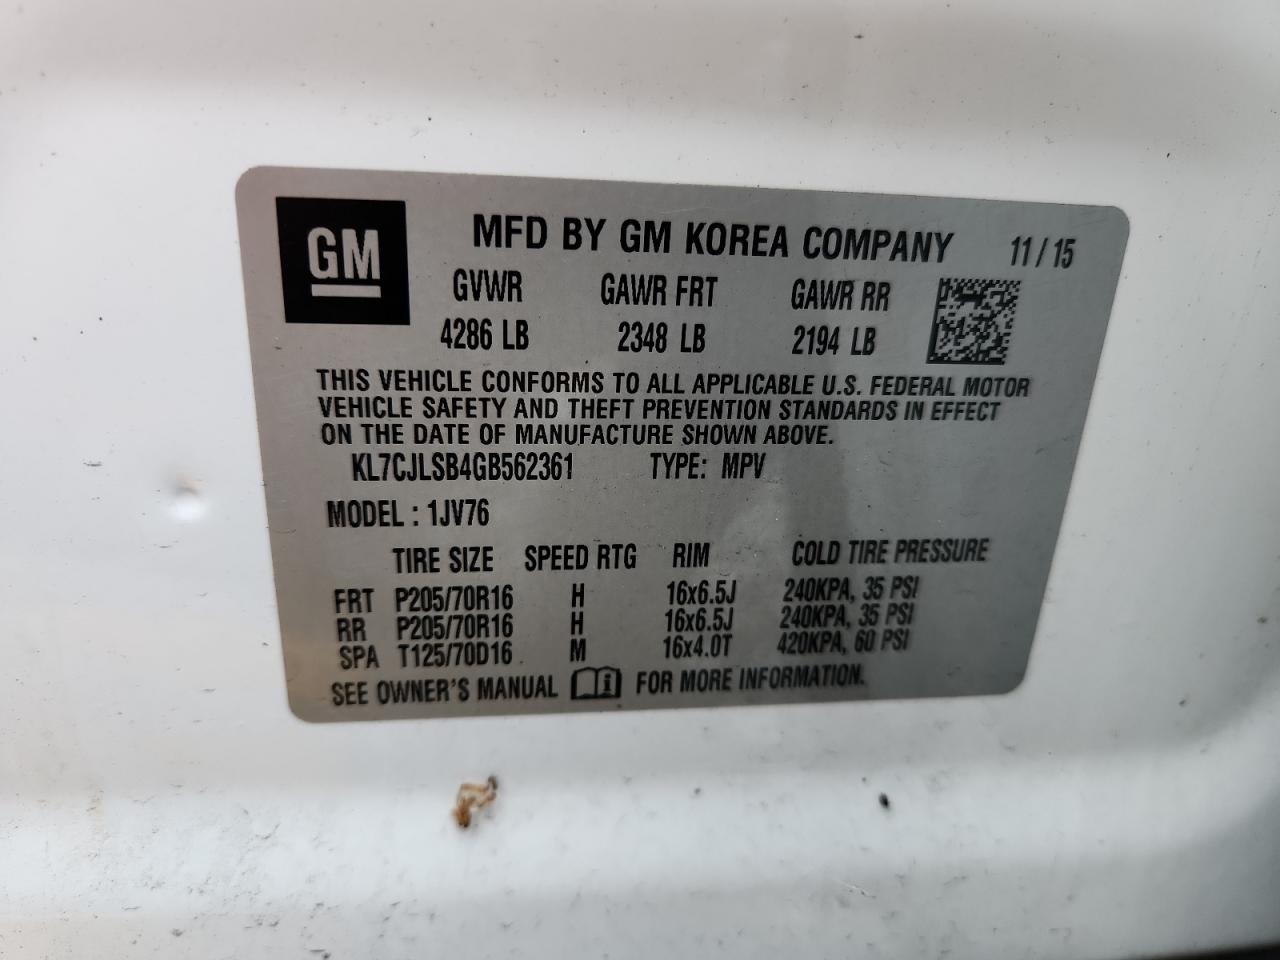 GM
MFD BY GM KOREA COMPANY 11/15
GVWR GAWR FRT GAWR RR
4286 LB 2348 LB 2194 LB
THIS VEHICLE CONFORMS TO ALL APPLICABLE U.S. FEDERAL MOTOR
VEHICLE SAFETY AND THEFT PREVENTION STANDARDS IN EFFECT
ON THE DATE OF MANUFACTURE SHOWN ABOVE.
KL7CJLSB4GB562361 TYPE: MPV
MODEL : 1JV76
TIRE SIZE SPEED RTG RIM COLD TIRE PRESSURE
FRT P205/70R16 H 16x6.5J 240KPA, 35 PSI
RR P205/70R16 H 16x6.5J 240KPA, 35 PSI
SPA T125/70D16 M 16x4.0T 420KPA, 60 PSI
SEE OWNER'S MANUAL FOR MORE INFORMATION.